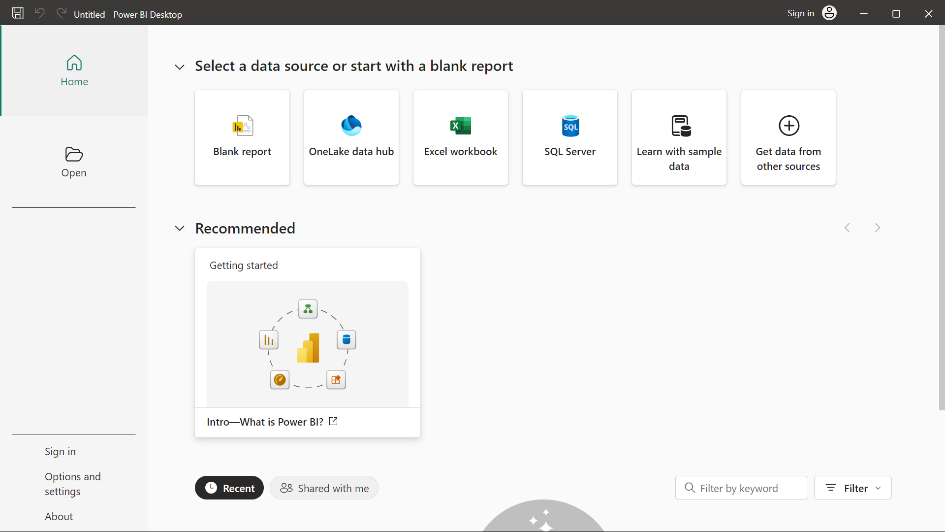 Untitled Power BI Desktop
Sign in
Home
Open
Sign in
Options and
settings
About
Select a data source or start with a blank report
Blank report
OneLake data hub
Excel workbook
SQL
SQL Server
Learn with sample
data
Get data from
other sources
Recommended
Getting started
Intro—What is Power BI?
Recent
Shared with me
Filter by keyword
Filter